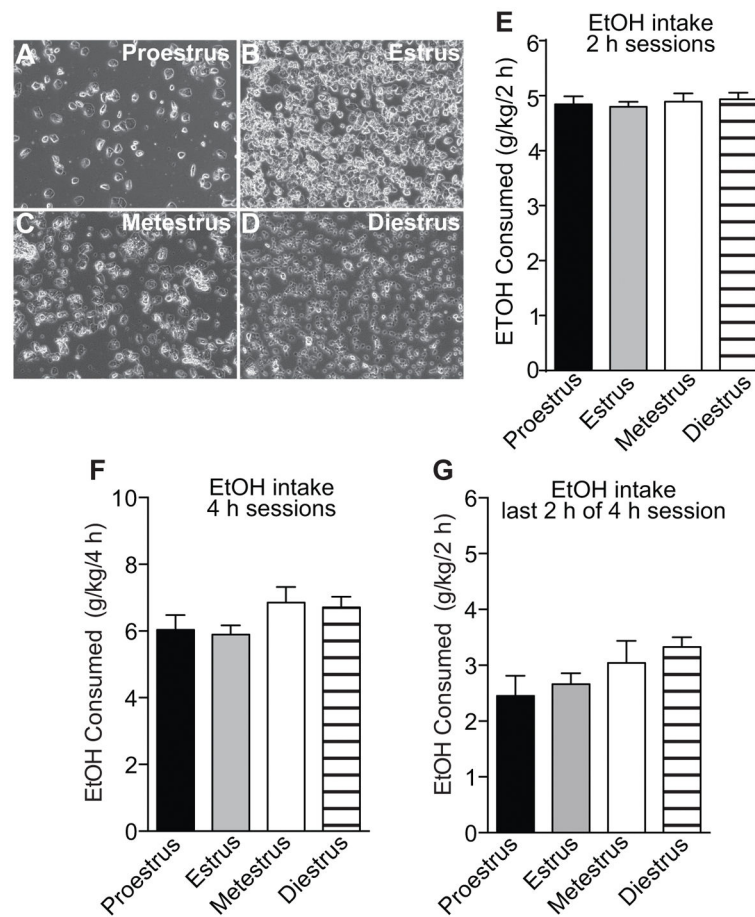 A Proestrus
B Estrus
C Metestrus
D Diestrus
E
EtOH intake
2 h sessions
ETOH Consumed (g/kg/2 h)
6
5
4
3
2
1
0
Proestrus
Estrus
Metestrus
Diestrus
F
EtOH intake
4 h sessions
EtOH Consumed (g/kg/4 h)
10
8
6
4
2
0
Proestrus
Estrus
Metestrus
Diestrus
G
EtOH intake
last 2 h of 4 h session
EtOH Consumed (g/kg/2 h)
6
5
4
3
2
1
0
Proestrus
Estrus
Metestrus
Diestrus